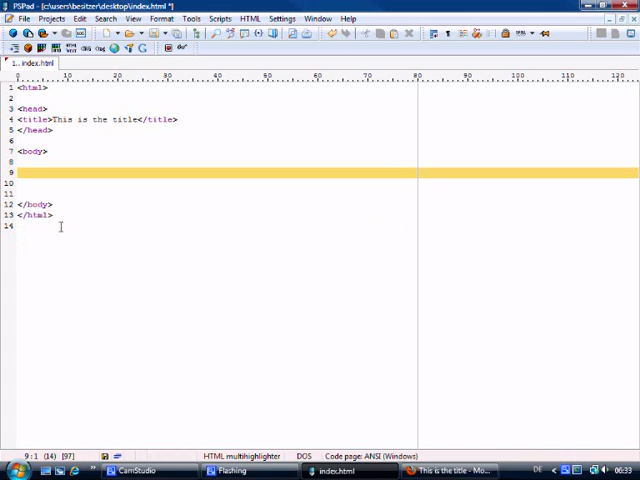 PSPad - [c:\users\besitzer\desktop\index.html *]
File Projects Edit Search View Format Tools Scripts HTML Settings Window Help
1.. index.html
0 10 20 30 40 50 60 70 80 90 100 110 120
1 <html>
2
3 <head>
4 <title>This is the title</title>
5 </head>
6
7 <body>
8
9
10
11
12 </body>
13 </html>
14
9:1 (14) [97] HTML multihighlighter DOS Code page: ANSI (Windows)
CamStudio Flashing index.html This is the title - Mo... DE 06:33